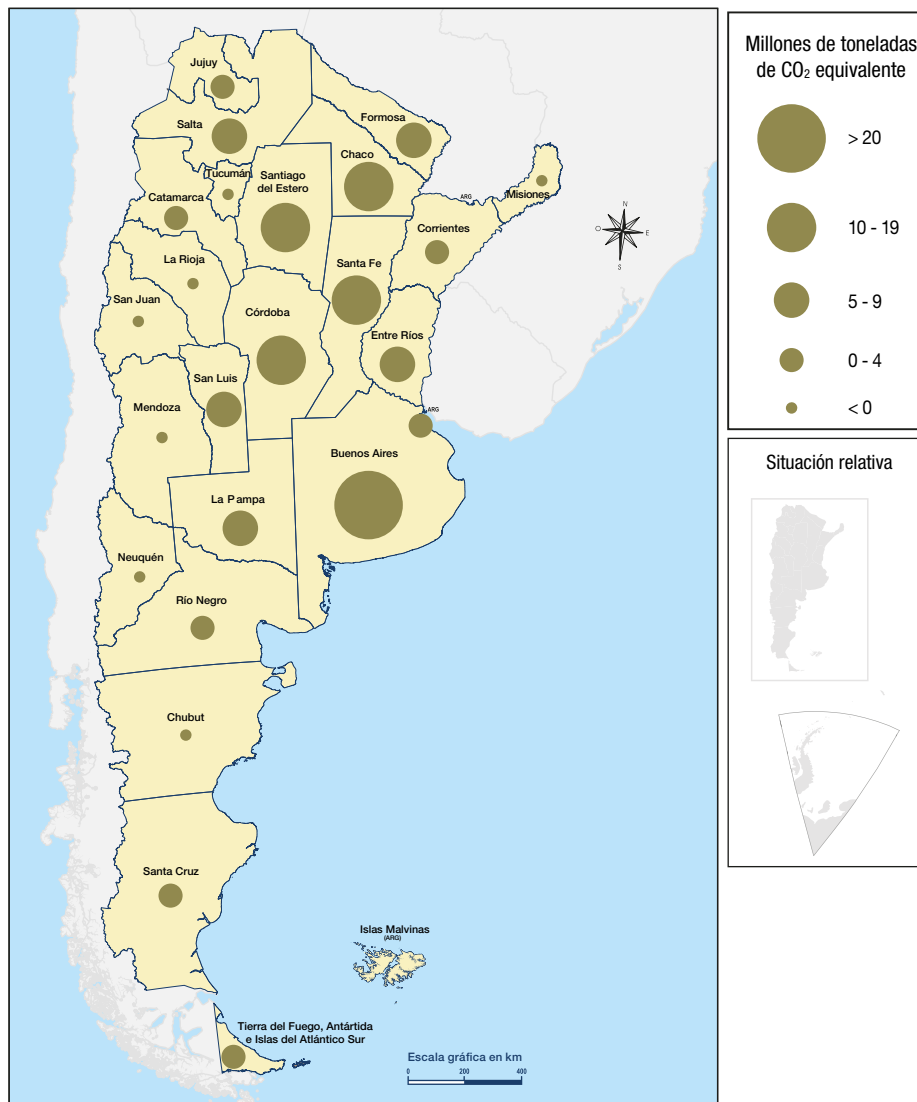 Jujuy
Salta
Formosa
Chaco
Tucumán
Santiago
del Estero
Misiones
Catamarca
ARG
Corrientes
La Rioja
Santa Fe
San Juan
Córdoba
Entre Ríos
San Luis
Mendoza
ARG
Buenos Aires
La Pampa
Neuquén
Río Negro
Chubut
Santa Cruz
Islas Malvinas
(ARG)
Tierra del Fuego, Antártida
e Islas del Atlántico Sur
Escala gráfica en km
0 200 400
N
O E
S
Millones de toneladas
de CO₂ equivalente
> 20
10 - 19
5 - 9
0 - 4
< 0
Situación relativa